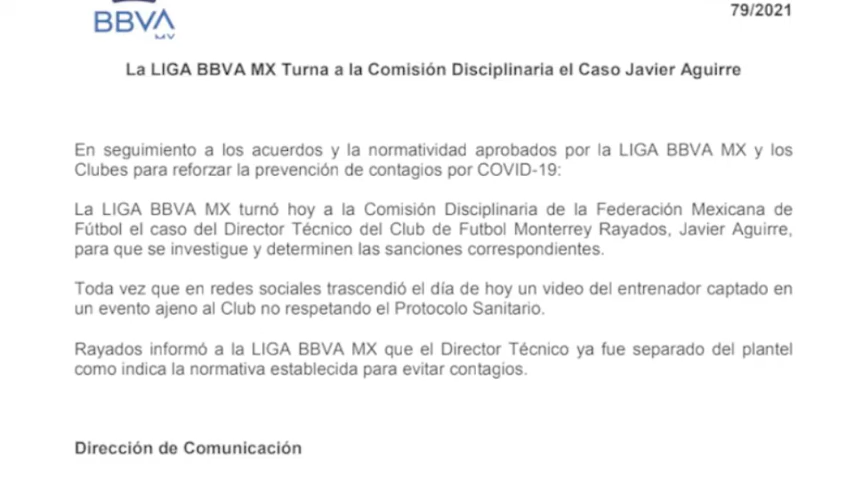 BBVA
MX
79/2021
La LIGA BBVA MX Turna a la Comisión Disciplinaria el Caso Javier Aguirre
En seguimiento a los acuerdos y la normatividad aprobados por la LIGA BBVA MX y los
Clubes para reforzar la prevención de contagios por COVID-19:
La LIGA BBVA MX turnó hoy a la Comisión Disciplinaria de la Federación Mexicana de
Fútbol el caso del Director Técnico del Club de Futbol Monterrey Rayados, Javier Aguirre,
para que se investigue y determinen las sanciones correspondientes.
Toda vez que en redes sociales trascendió el día de hoy un video del entrenador captado en
un evento ajeno al Club no respetando el Protocolo Sanitario.
Rayados informó a la LIGA BBVA MX que el Director Técnico ya fue separado del plantel
como indica la normativa establecida para evitar contagios.
Dirección de Comunicación